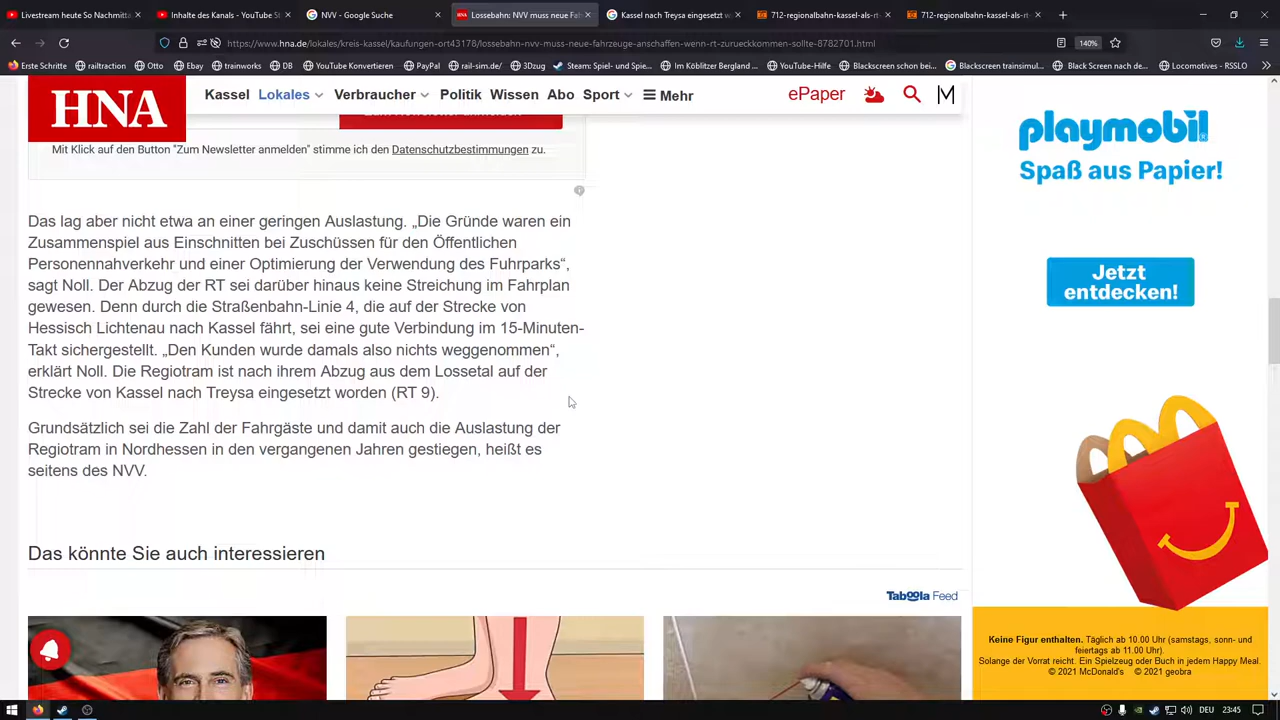 Livestream heute So Nachmitta
Inhalte des Kanals - YouTube St
NVV - Google Suche
Lossebahn: NVV muss neue Fah
Kassel nach Treysa eingesetzt w
712-regionalbahn-kassel-als-rt-
712-regionalbahn-kassel-als-rt-
https://www.hna.de/lokales/kreis-kassel/kaufungen-ort43178/lossebahn-nvv-muss-neue-fahrzeuge-anschaffen-wenn-rt-zurueckkommen-sollte-8782701.html
140%
Erste Schritte
railtraction
Otto
Ebay
trainworks
DB
YouTube Konvertieren
PayPal
rail-sim.de/
3Dzug
Steam: Spiel- und Spie...
Im Köblitzer Bergland ...
YouTube-Hilfe
Blackscreen schon bei...
Blackscreen trainsimul...
Black Screen nach de...
Locomotives - RSSLO
HNA
Kassel
Lokales
Verbraucher
Politik
Wissen
Abo
Sport
Mehr
ePaper
Zum Newsletter anmelden
Mit Klick auf den Button "Zum Newsletter anmelden" stimme ich den Datenschutzbestimmungen zu.
Das lag aber nicht etwa an einer geringen Auslastung. „Die Gründe waren ein
Zusammenspiel aus Einschnitten bei Zuschüssen für den Öffentlichen
Personennahverkehr und einer Optimierung der Verwendung des Fuhrparks“,
sagt Noll. Der Abzug der RT sei darüber hinaus keine Streichung im Fahrplan
gewesen. Denn durch die Straßenbahn-Linie 4, die auf der Strecke von
Hessisch Lichtenau nach Kassel fährt, sei eine gute Verbindung im 15-Minuten-
Takt sichergestellt. „Den Kunden wurde damals also nichts weggenommen“,
erklärt Noll. Die Regiotram ist nach ihrem Abzug aus dem Lossetal auf der
Strecke von Kassel nach Treysa eingesetzt worden (RT 9).
Grundsätzlich sei die Zahl der Fahrgäste und damit auch die Auslastung der
Regiotram in Nordhessen in den vergangenen Jahren gestiegen, heißt es
seitens des NVV.
Das könnte Sie auch interessieren
Taboola Feed
playmobil
Spaß aus Papier!
Jetzt
entdecken!
Keine Figur enthalten. Täglich ab 10.00 Uhr (samstags, sonn- und
feiertags ab 11.00 Uhr).
Solange der Vorrat reicht. Ein Spielzeug oder Buch in jedem Happy Meal.
© 2021 McDonald's © 2021 geobra
DEU
23:45